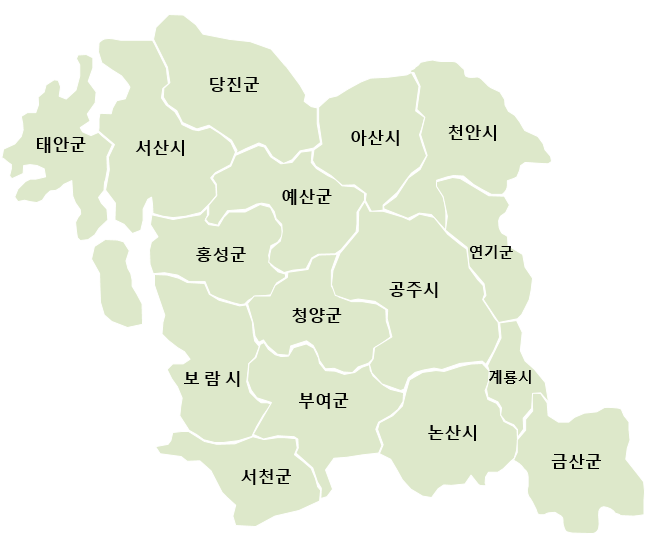 당진군
태안군
서산시
아산시
천안시
예산군
홍성군
연기군
공주시
청양군
보 람 시
부여군
계룡시
논산시
서천군
금산군